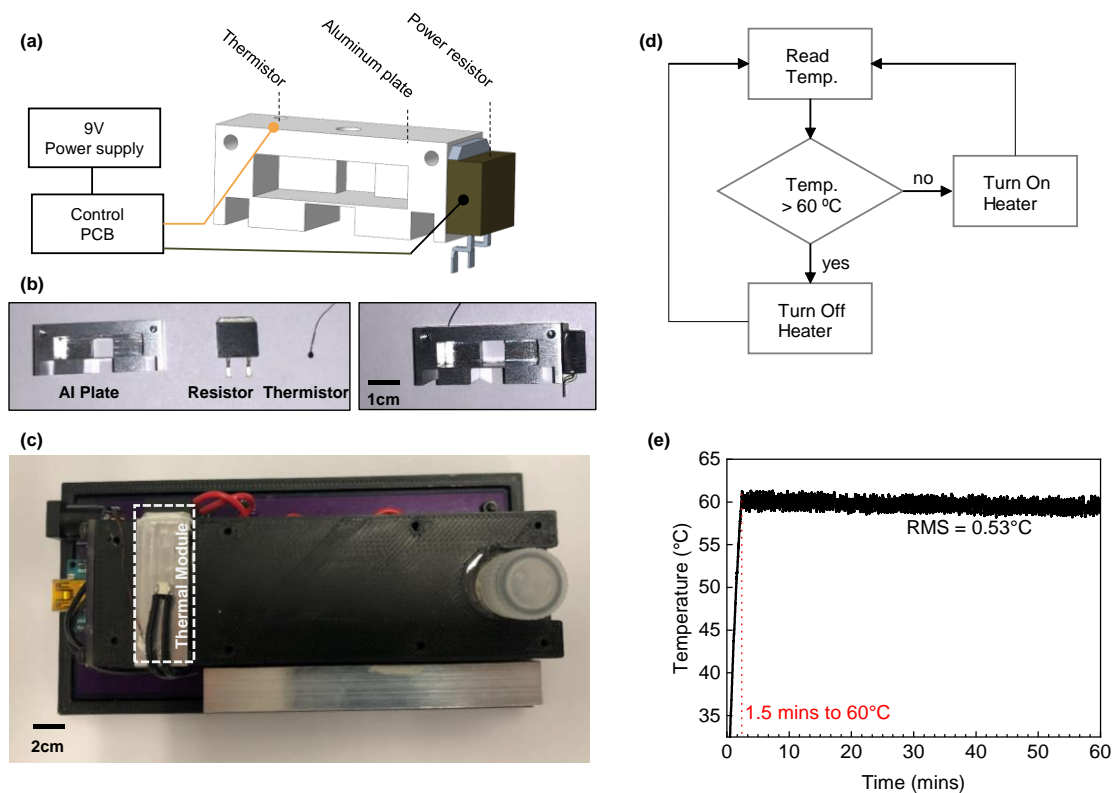 (a)
Thermistor
Aluminum plate
Power resistor
9V
Power supply
Control
PCB
(b)
Al Plate
Resistor
Thermistor
1cm
(c)
Thermal Module
2cm
(d)
Read
Temp.
Temp.
> 60 ºC
no
Turn On
Heater
yes
Turn Off
Heater
(e)
65
60
55
50
45
40
35
Temperature (°C)
RMS = 0.53°C
1.5 mins to 60°C
0
10
20
30
40
50
60
Time (mins)